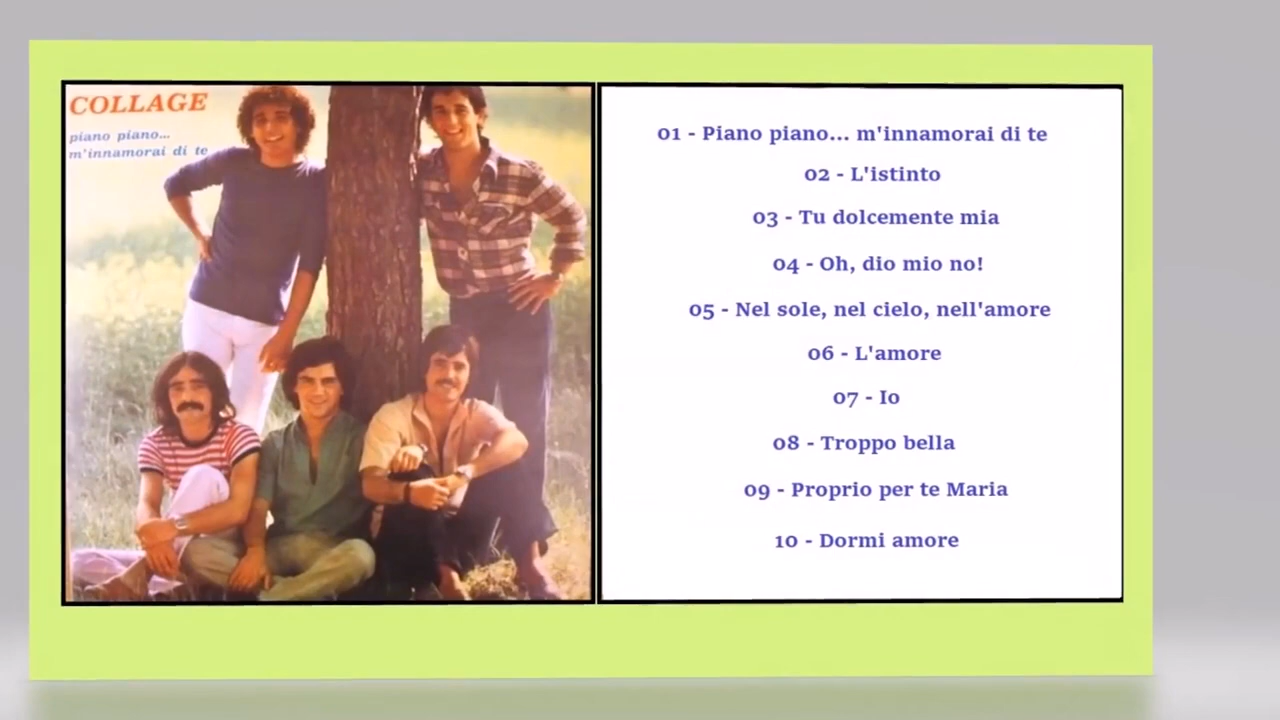 COLLAGE
piano piano...
m'innamorai di te
01 - Piano piano... m'innamorai di te
02 - L'istinto
03 - Tu dolcemente mia
04 - Oh, dio mio no!
05 - Nel sole, nel cielo, nell'amore
06 - L'amore
07 - Io
08 - Troppo bella
09 - Proprio per te Maria
10 - Dormi amore